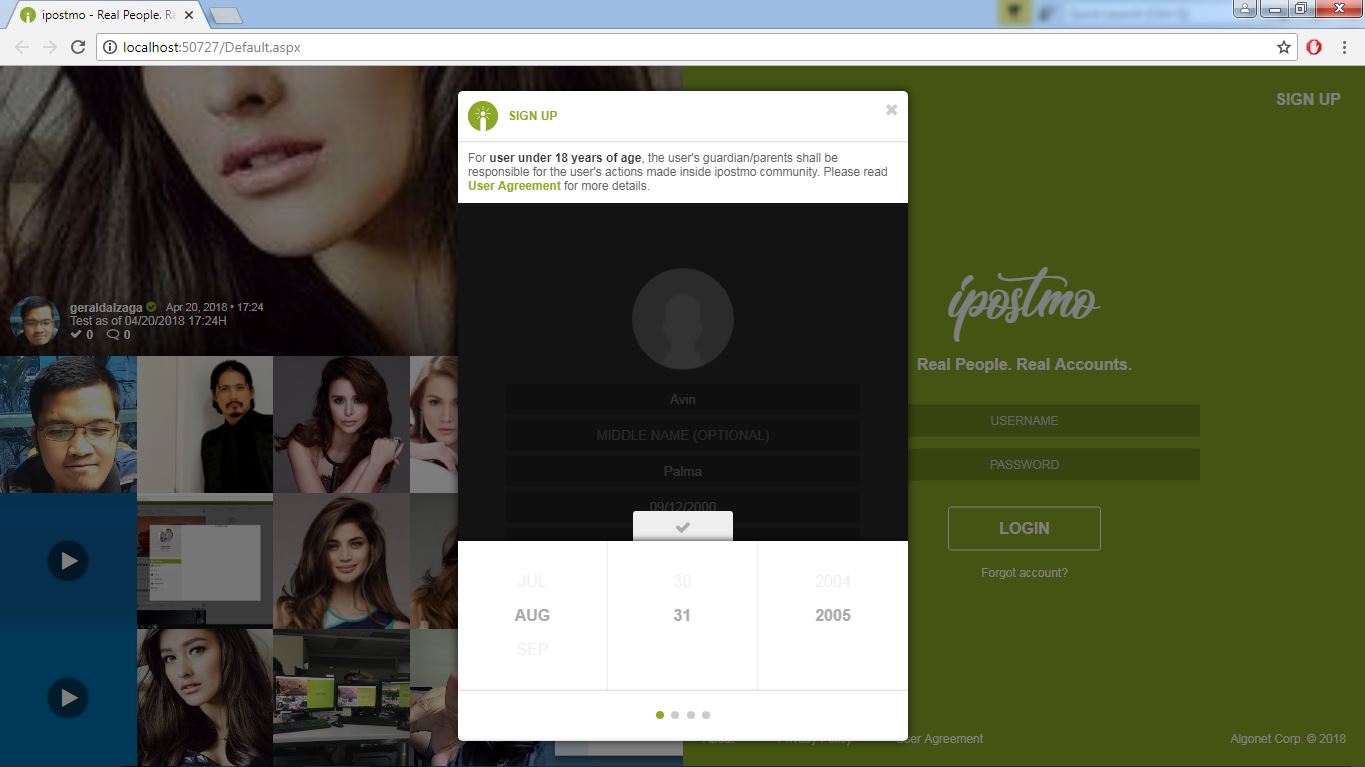 ipostmo - Real People. Re
localhost:50727/Default.aspx
SIGN UP
SIGN UP
For user under 18 years of age, the user's guardian/parents shall be
responsible for the user's actions made inside ipostmo community. Please read
User Agreement for more details.
geraldalzaga Apr 20, 2018 • 17:24
Test as of 04/20/2018 17:24H
0 0
Avin
MIDDLE NAME (OPTIONAL)
Palma
09/12/2000
JUL 30 2004
AUG 31 2005
SEP
ipostmo
Real People. Real Accounts.
USERNAME
PASSWORD
LOGIN
Forgot account?
About Privacy Policy User Agreement
Algonet Corp. © 2018